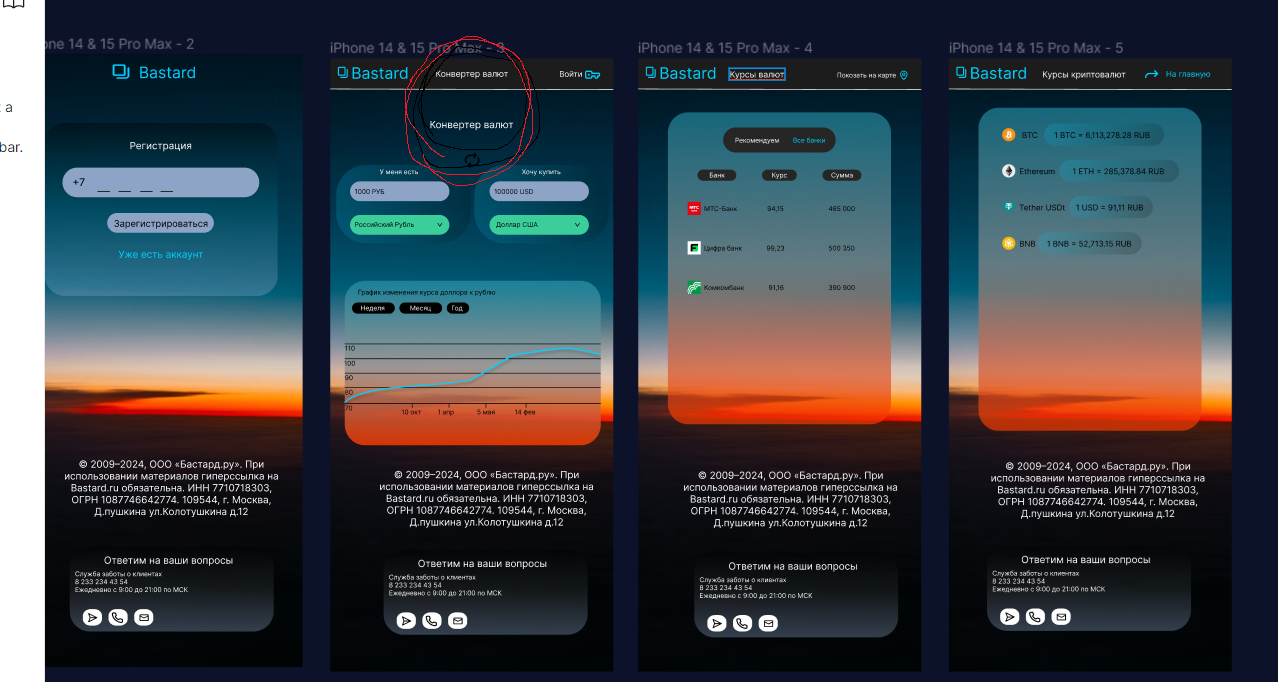 a
bar.
one 14 & 15 Pro Max - 2
Bastard
Регистрация
+7 _ _ _ _
Зарегистрироваться
Уже есть аккаунт
© 2009–2024, ООО «Бастард.ру». При
использовании материалов гиперссылка на
Bastard.ru обязательна. ИНН 7710718303,
ОГРН 1087746642774. 109544, г. Москва,
Д.пушкина ул.Колотушкина д.12
Ответим на ваши вопросы
Служба заботы о клиентах
8 233 234 43 54
Ежедневно с 9:00 до 21:00 по МСК
iPhone 14 & 15 Pro Max - 3
Bastard Конвертер валют Войти
Конвертер валют
У меня есть Хочу купить
1000 РУБ. 100000 USD
Российский Рубль Доллар США
График изменения курса доллора к рублю
Неделя Месяц Год
110
100
90
80
70
10 окт 1 апр 5 мая 14 фев
© 2009–2024, ООО «Бастард.ру». При
использовании материалов гиперссылка на
Bastard.ru обязательна. ИНН 7710718303,
ОГРН 1087746642774. 109544, г. Москва,
Д.пушкина ул.Колотушкина д.12
Ответим на ваши вопросы
Служба заботы о клиентах
8 233 234 43 54
Ежедневно с 9:00 до 21:00 по МСК
iPhone 14 & 15 Pro Max - 4
Bastard Курсы валют Показать на карте
Рекомендуем Все банки
Банк Курс Сумма
МТС-Банк 94,15 465 000
Цифра банк 99,23 500 350
Комкомбанк 91,16 390 900
© 2009–2024, ООО «Бастард.ру». При
использовании материалов гиперссылка на
Bastard.ru обязательна. ИНН 7710718303,
ОГРН 1087746642774. 109544, г. Москва,
Д.пушкина ул.Колотушкина д.12
Ответим на ваши вопросы
Служба заботы о клиентах
8 233 234 43 54
Ежедневно с 9:00 до 21:00 по МСК
iPhone 14 & 15 Pro Max - 5
Bastard Курсы криптовалют На главную
BTC 1 BTC = 6,113,278.28 RUB
Ethereum 1 ETH = 285,378.84 RUB
Tether USDt 1 USD = 91,11 RUB
BNB 1 BNB = 52,713.15 RUB
© 2009–2024, ООО «Бастард.ру». При
использовании материалов гиперссылка на
Bastard.ru обязательна. ИНН 7710718303,
ОГРН 1087746642774. 109544, г. Москва,
Д.пушкина ул.Колотушкина д.12
Ответим на ваши вопросы
Служба заботы о клиентах
8 233 234 43 54
Ежедневно с 9:00 до 21:00 по МСК